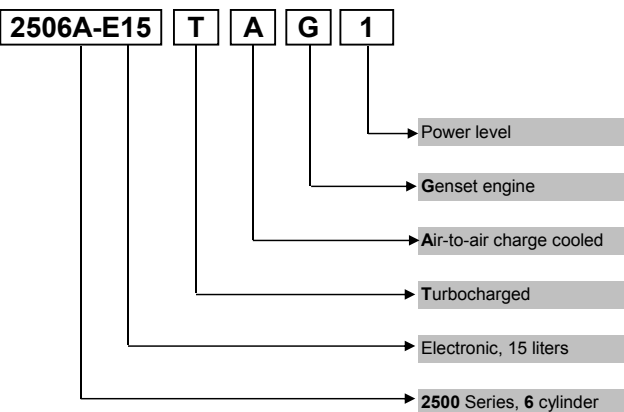 2506A-E15 T A G 1
Power level
Genset engine
Air-to-air charge cooled
Turbocharged
Electronic, 15 liters
2500 Series, 6 cylinder